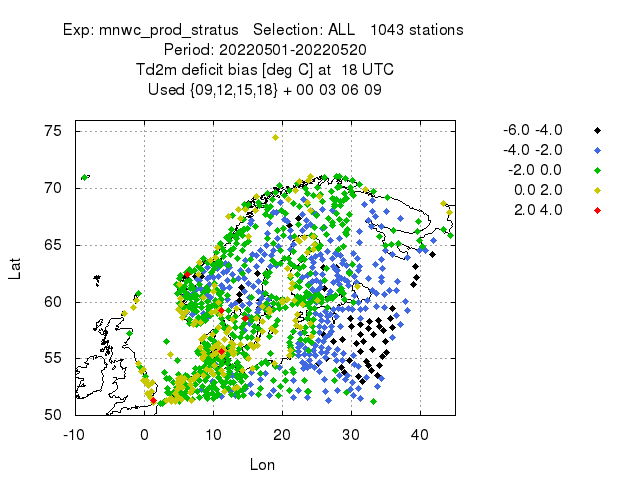 Exp: mnwc_prod_stratus   Selection: ALL   1043 stations
Period: 20220501-20220520
Td2m deficit bias [deg C] at  18 UTC
Used {09,12,15,18} + 00 03 06 09
-6.0 -4.0
-4.0 -2.0
-2.0 0.0
0.0 2.0
2.0 4.0
75
70
65
60
55
50
Lat
-10 0 10 20 30 40
Lon